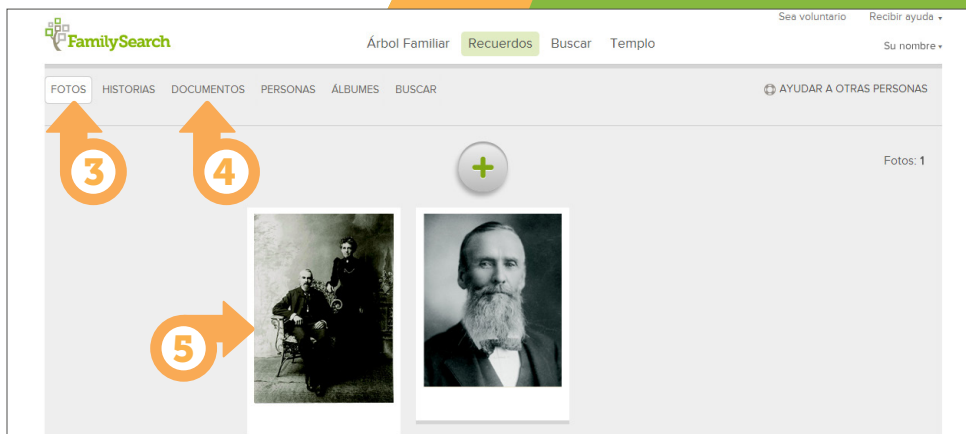 Sea voluntario Recibir ayuda
FamilySearch
Árbol Familiar Recuerdos Buscar Templo
Su nombre
FOTOS HISTORIAS DOCUMENTOS PERSONAS ÁLBUMES BUSCAR
AYUDAR A OTRAS PERSONAS
3
4
+
Fotos: 1
5